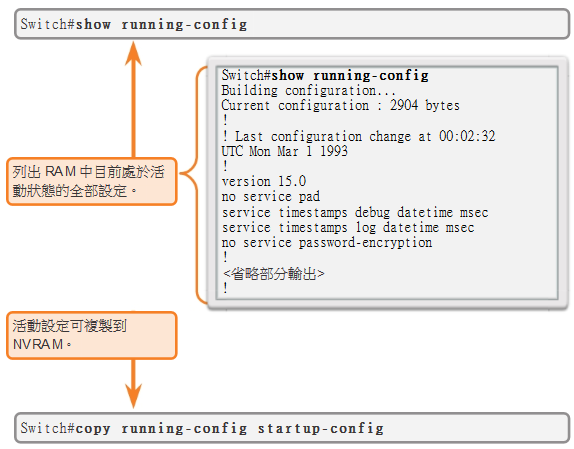 Switch#show running-config
Switch#show running-config
Building configuration...
Current configuration : 2904 bytes
!
! Last configuration change at 00:02:32
UTC Mon Mar 1 1993
!
version 15.0
no service pad
service timestamps debug datetime msec
service timestamps log datetime msec
no service password-encryption
!
<省略部分輸出>
!
列出 RAM 中目前處於活
動狀態的全部設定。
活動設定可複製到
NVRAM。
Switch#copy running-config startup-config